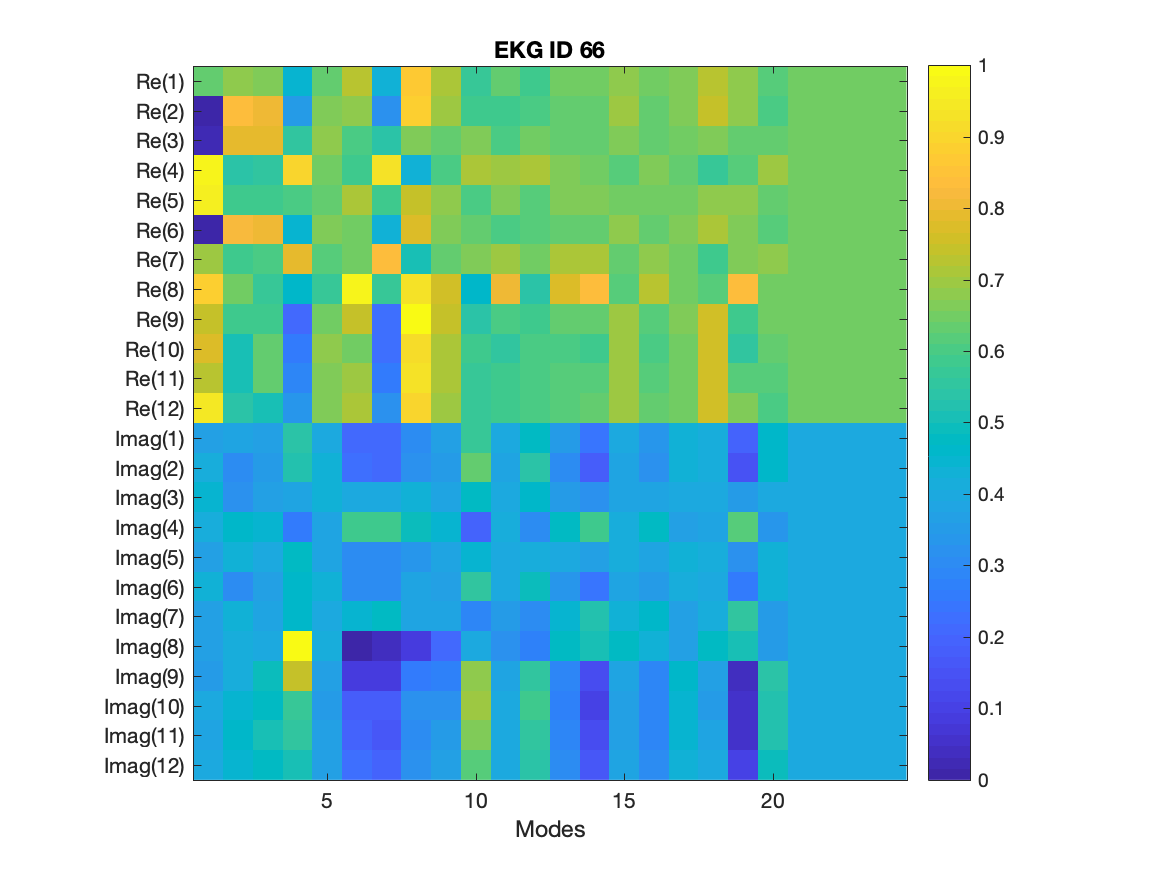 EKG ID 66
Re(1)
Re(2)
Re(3)
Re(4)
Re(5)
Re(6)
Re(7)
Re(8)
Re(9)
Re(10)
Re(11)
Re(12)
Imag(1)
Imag(2)
Imag(3)
Imag(4)
Imag(5)
Imag(6)
Imag(7)
Imag(8)
Imag(9)
Imag(10)
Imag(11)
Imag(12)
5 10 15 20
Modes
1
0.9
0.8
0.7
0.6
0.5
0.4
0.3
0.2
0.1
0